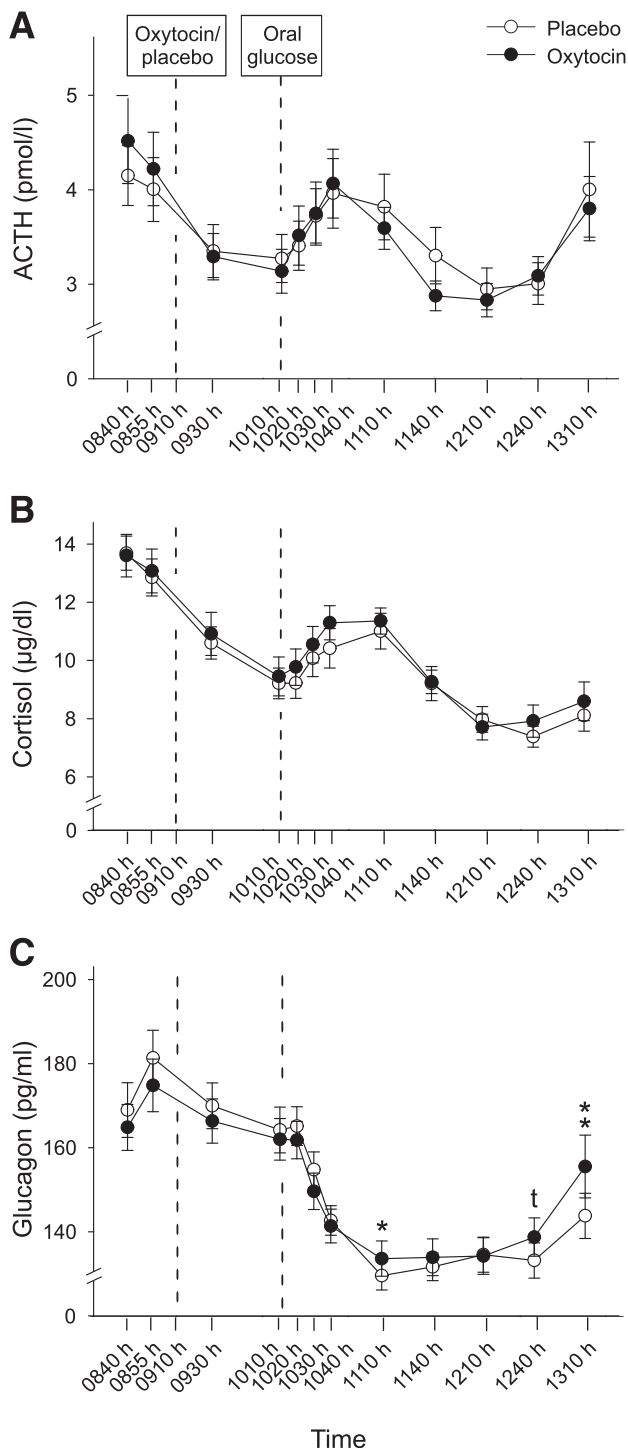 A
Oxytocin/
placebo
Oral
glucose
Placebo
Oxytocin
ACTH (pmol/l)
5
4
3
0
0840 h
0855 h
0910 h
0930 h
1010 h
1020 h
1030 h
1040 h
1110 h
1140 h
1210 h
1240 h
1310 h
B
Cortisol (µg/dl)
14
12
10
8
6
0
0840 h
0855 h
0910 h
0930 h
1010 h
1020 h
1030 h
1040 h
1110 h
1140 h
1210 h
1240 h
1310 h
C
Glucagon (pg/ml)
200
180
160
140
0
*
t
*
*
0840 h
0855 h
0910 h
0930 h
1010 h
1020 h
1030 h
1040 h
1110 h
1140 h
1210 h
1240 h
1310 h
Time